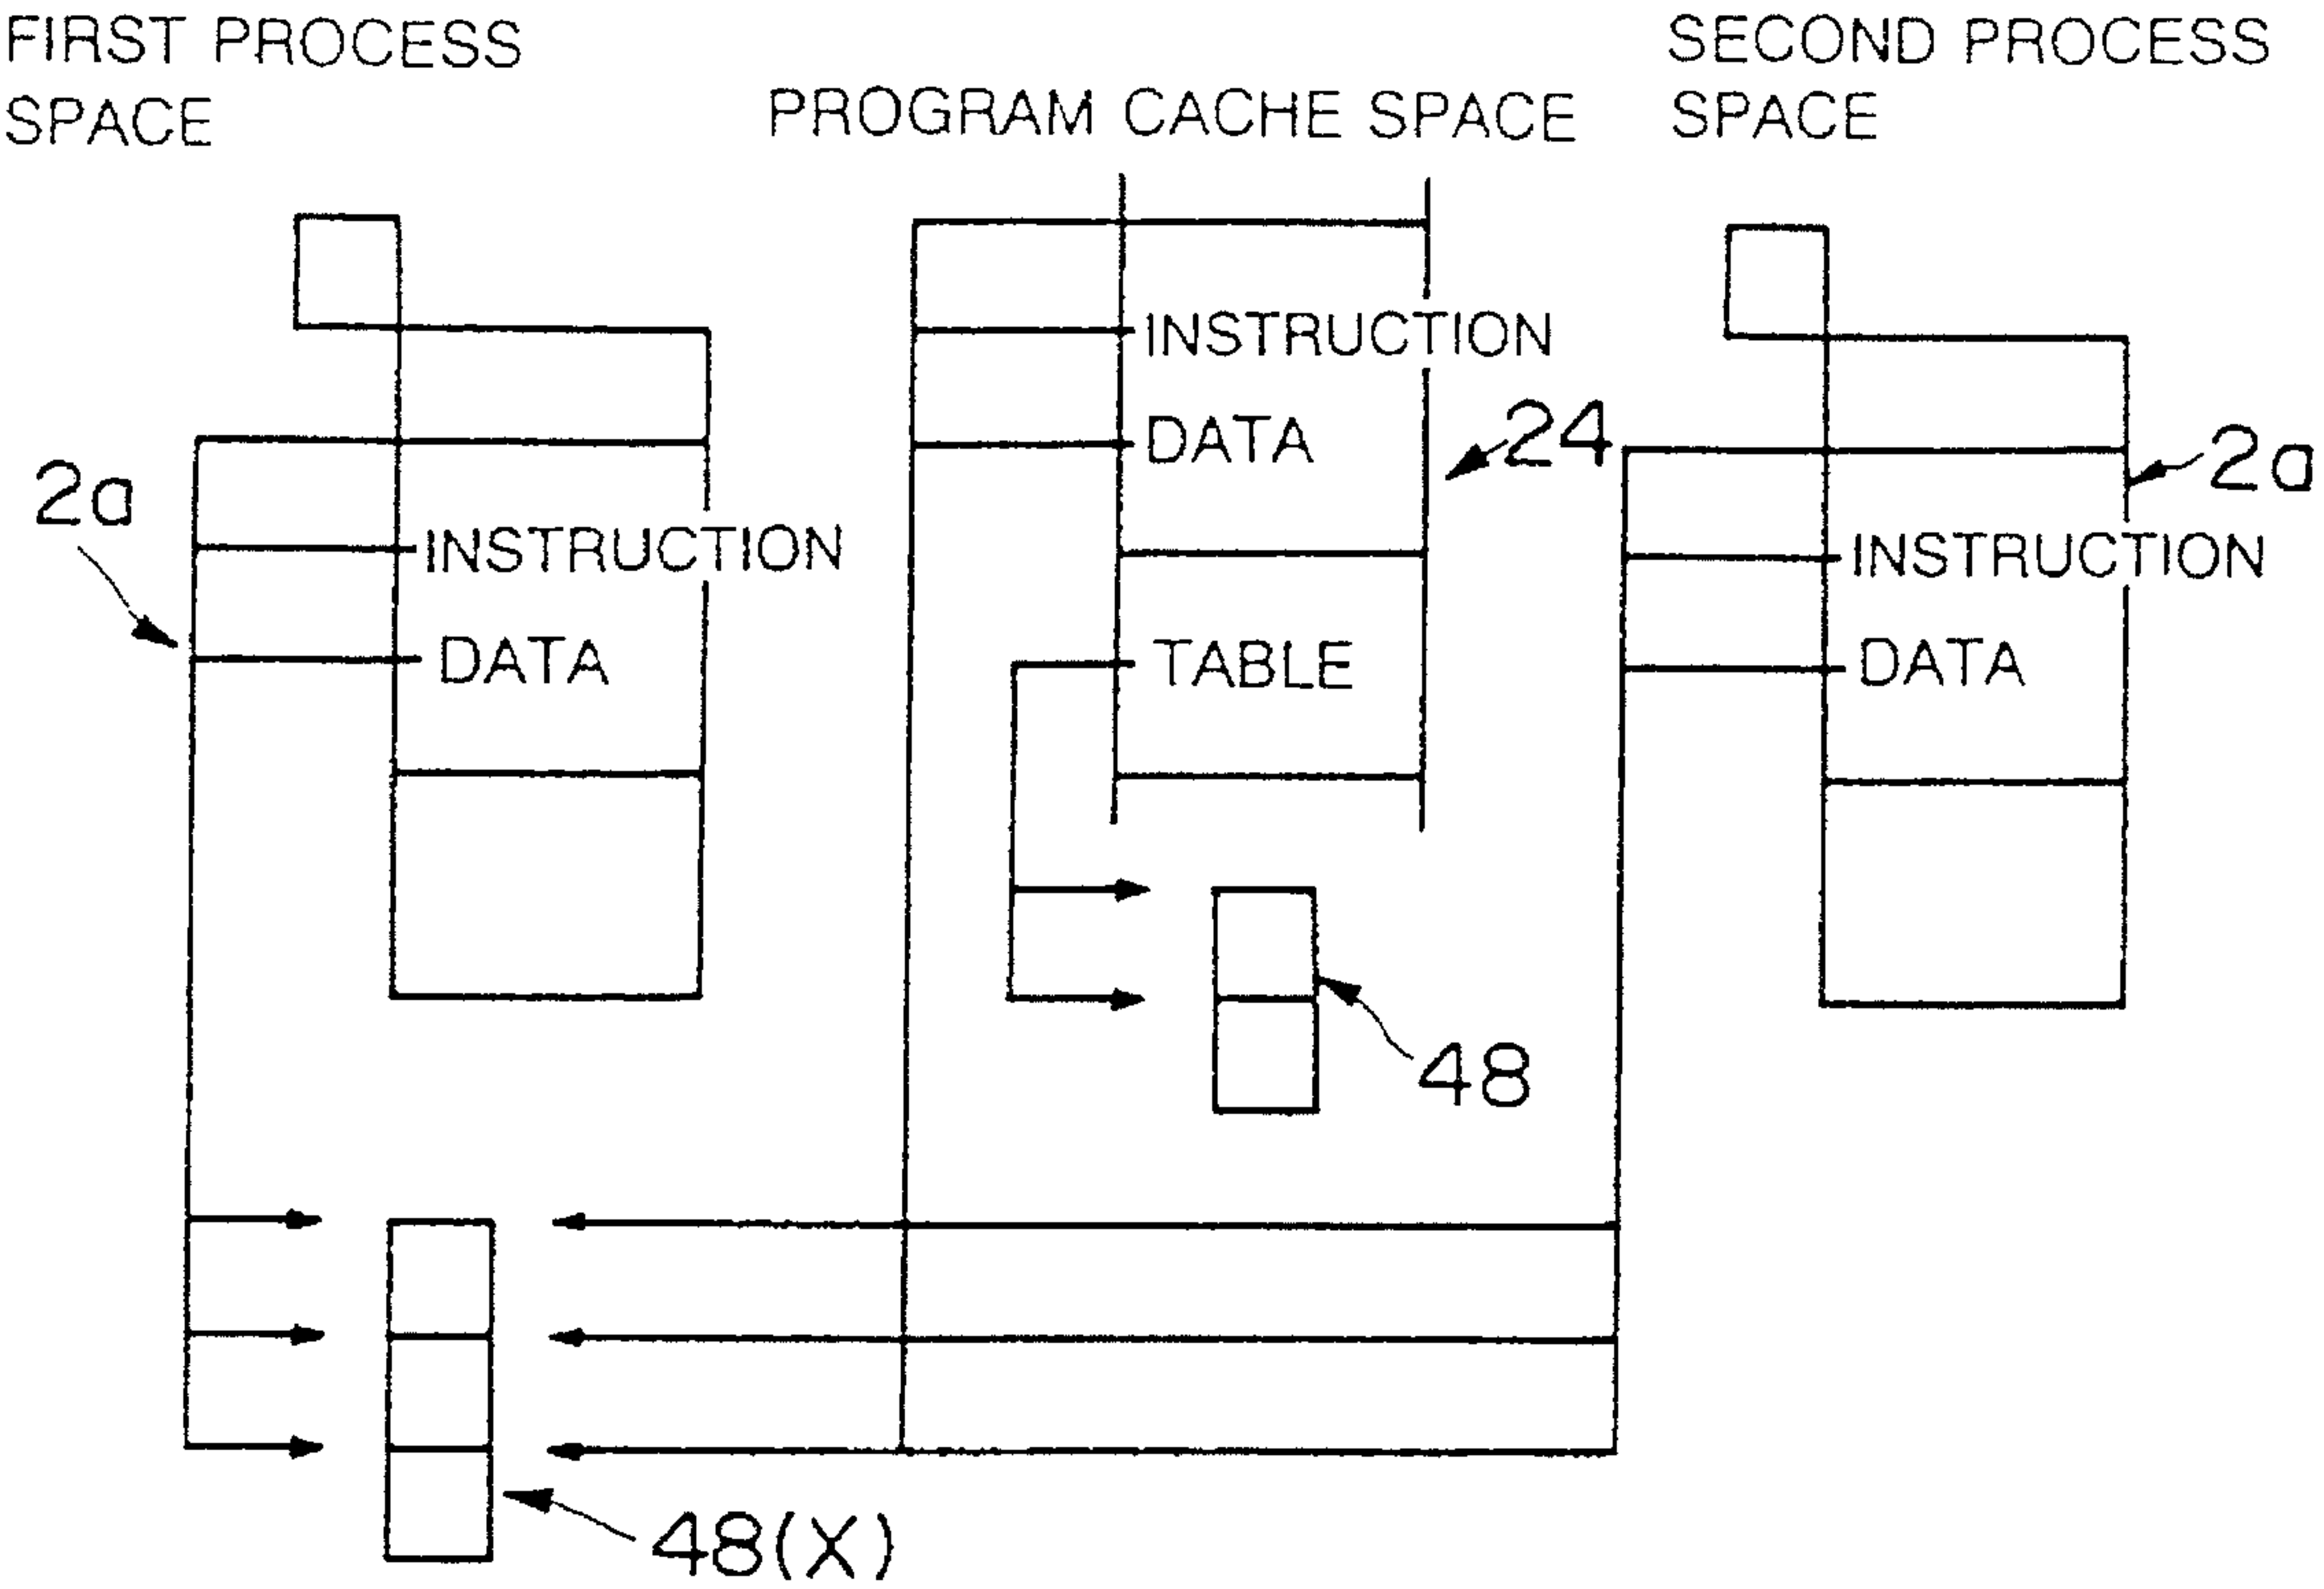 FIRST PROCESS
SPACE
PROGRAM CACHE SPACE
SECOND PROCESS
SPACE
INSTRUCTION
DATA
24
2a
2a
INSTRUCTION
DATA
TABLE
INSTRUCTION
DATA
48
48(X)